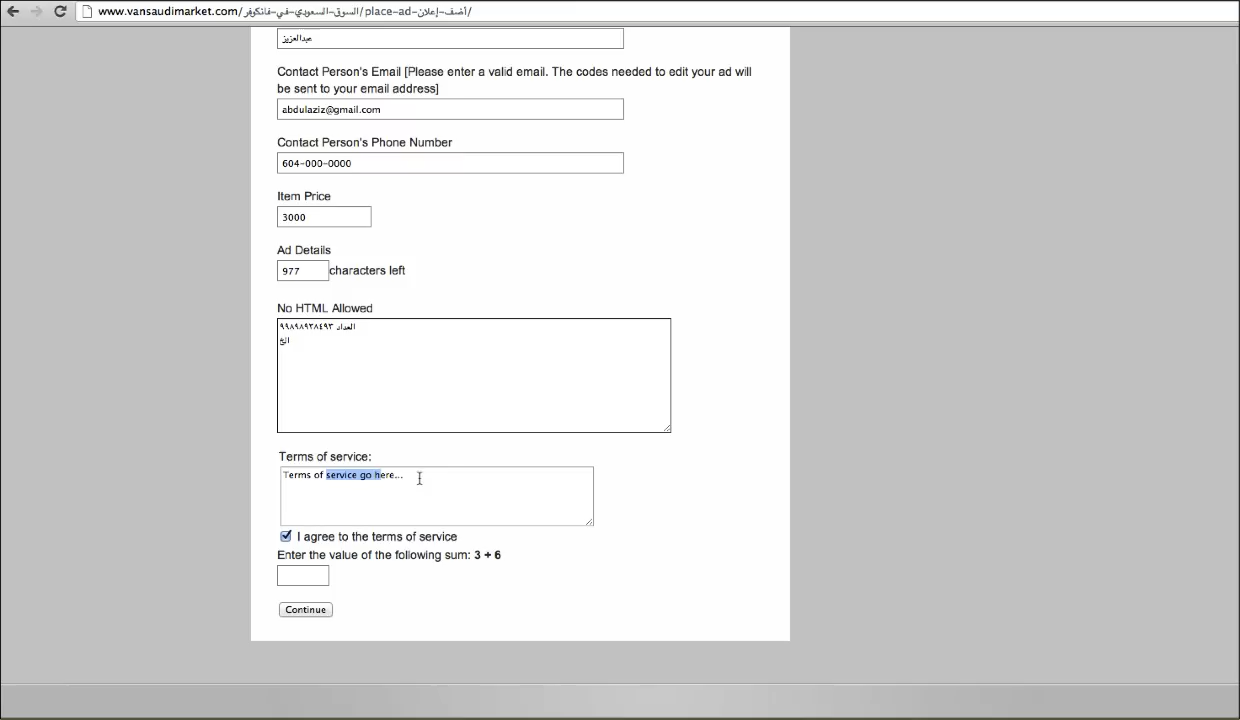 www.vansaudimarket.com/أضف-إعلان-place-ad/السوق-السعودي-في-فانكوفر/
عبدالعزيز
Contact Person's Email [Please enter a valid email. The codes needed to edit your ad will
be sent to your email address]
abdulaziz@gmail.com
Contact Person's Phone Number
604-000-0000
Item Price
3000
Ad Details
977 characters left
No HTML Allowed
العداد ٩٩٨٩٨٩٣٨٤٩٣
الخ
Terms of service:
Terms of service go here...
I agree to the terms of service
Enter the value of the following sum: 3 + 6
Continue